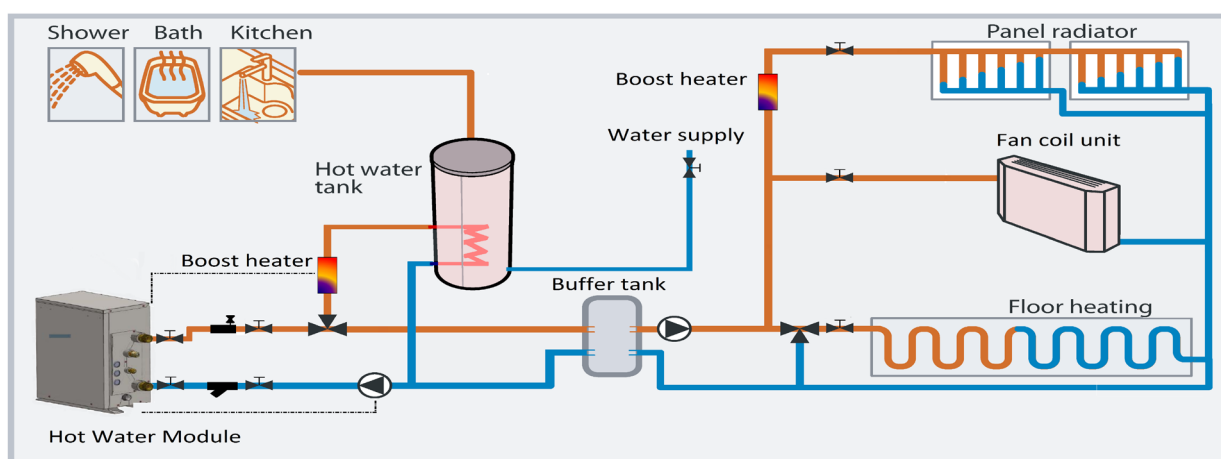 Shower
Bath
Kitchen
Panel radiator
Boost heater
Water supply
Fan coil unit
Hot water
tank
Boost heater
Buffer tank
Floor heating
Hot Water Module